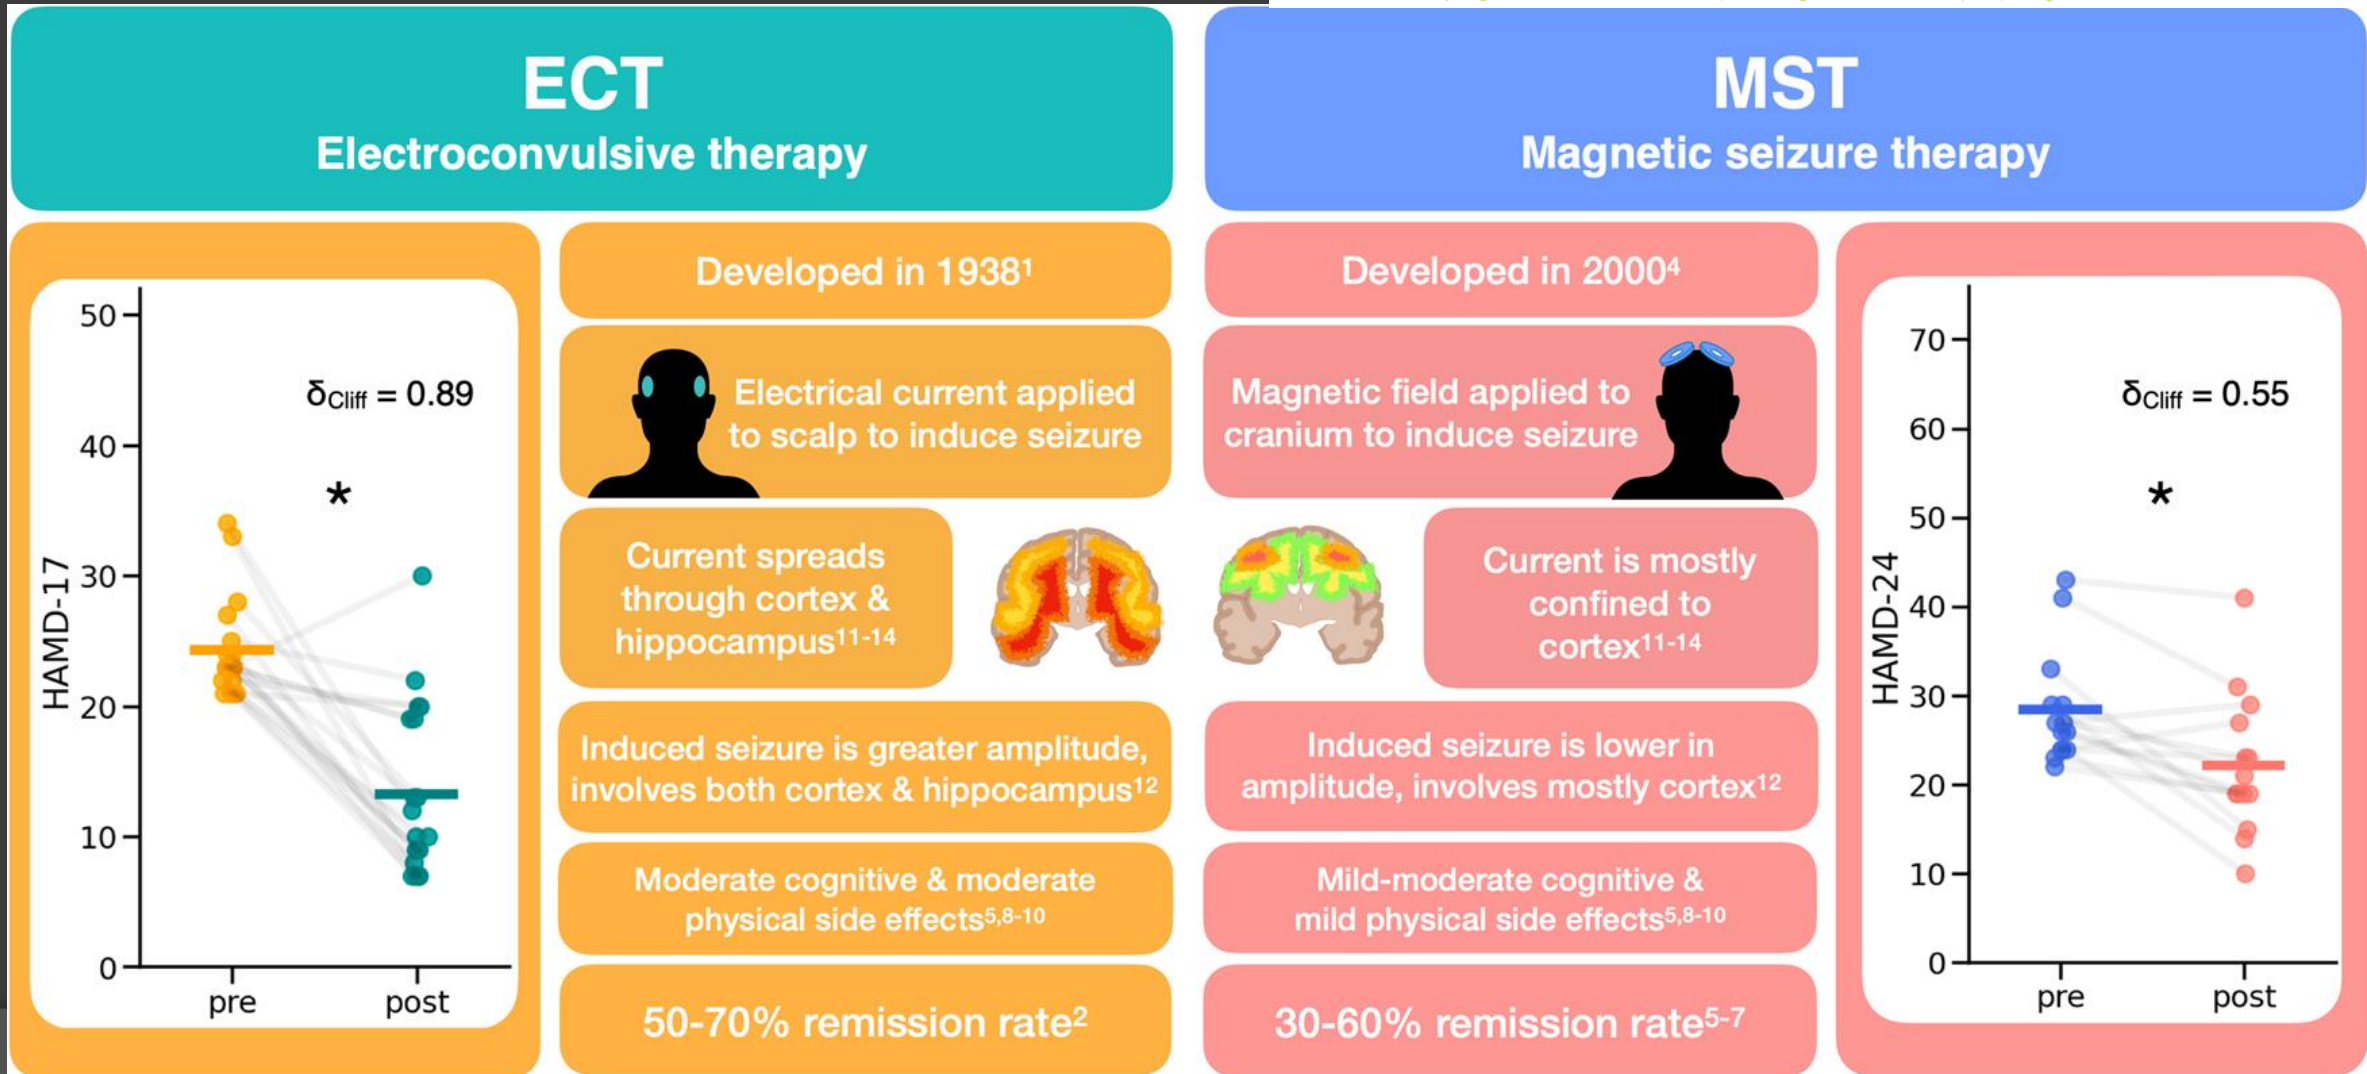 ECT
Electroconvulsive therapy
MST
Magnetic seizure therapy
50
40
30
20
10
0
HAMD-17
δCliff = 0.89
*
pre
post
Developed in 1938¹
Electrical current applied
to scalp to induce seizure
Current spreads
through cortex &
hippocampus¹¹⁻¹⁴
Induced seizure is greater amplitude,
involves both cortex & hippocampus¹²
Moderate cognitive & moderate
physical side effects⁵,⁸⁻¹⁰
50-70% remission rate²
Developed in 2000⁴
Magnetic field applied to
cranium to induce seizure
Current is mostly
confined to
cortex¹¹⁻¹⁴
Induced seizure is lower in
amplitude, involves mostly cortex¹²
Mild-moderate cognitive &
mild physical side effects⁵,⁸⁻¹⁰
30-60% remission rate⁵⁻⁷
70
60
50
40
30
20
10
0
HAMD-24
δCliff = 0.55
*
pre
post